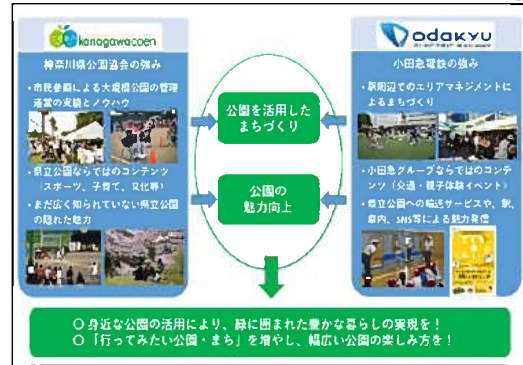 kanagawacoen
神奈川県公園協会の強み
・市民参画による大規模公園の管理
運営の実績とノウハウ
・県立公園ならではのコンテンツ
（スポーツ、子育て、文化等）
・まだ広く知られていない県立公園
の隠れた魅力
公園を活用した
まちづくり
公園の
魅力向上
odakyu
小田急電鉄の強み
・駅周辺でのエリアマネジメントに
よるまちづくり
・小田急グループならではのコンテ
ンツ（交通・親子体験イベント）
・県立公園への輸送サービスや、駅、
車内、SNS等による魅力発信
○ 身近な公園の活用により、緑に囲まれた豊かな暮らしの実現を！
○ 「行ってみたい公園・まち」を増やし、幅広い公園の楽しみ方を！